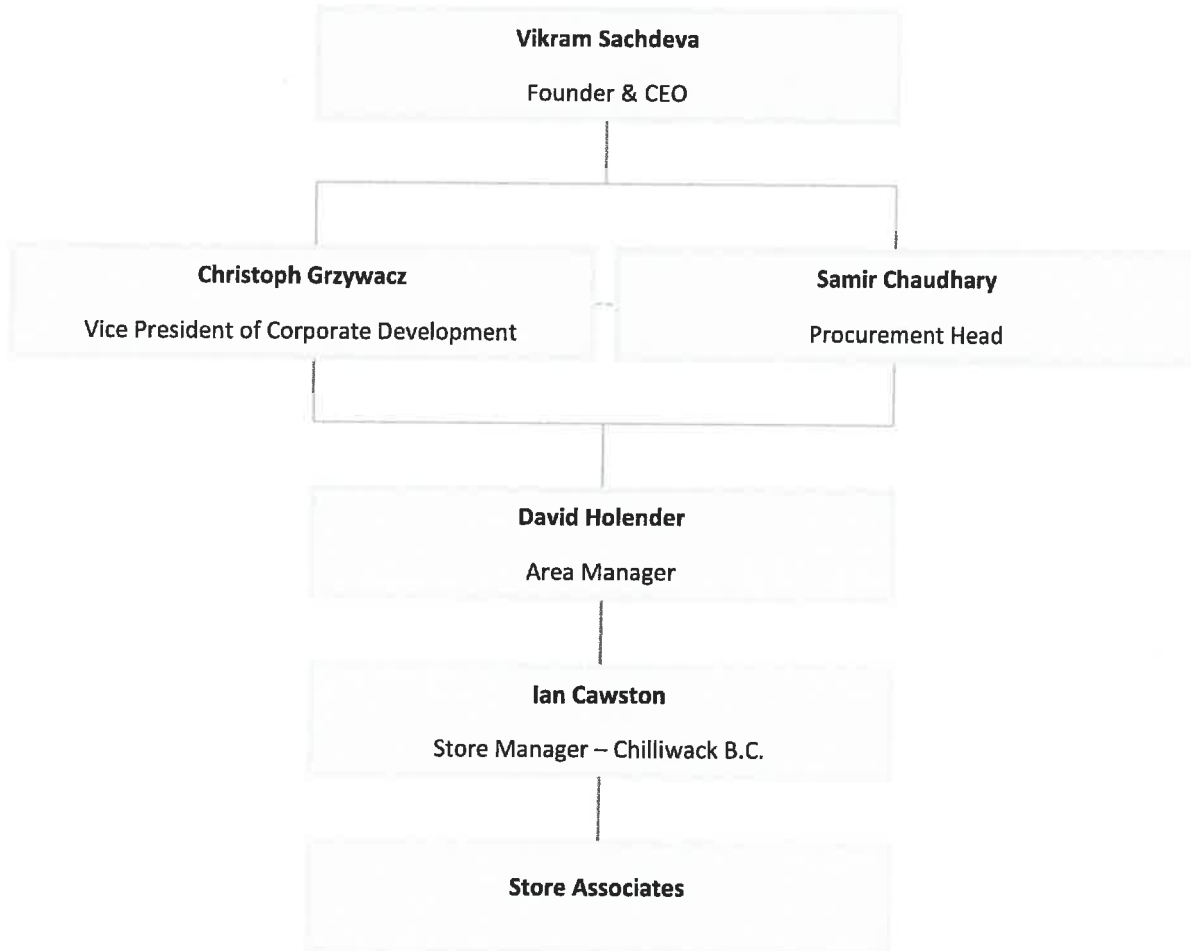 Vikram Sachdeva
Founder & CEO
Christoph Grzywacz
Vice President of Corporate Development
Samir Chaudhary
Procurement Head
David Holender
Area Manager
Ian Cawston
Store Manager – Chilliwack B.C.
Store Associates